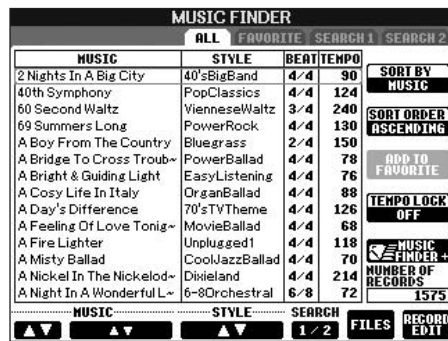 MUSIC FINDER
ALL FAVORITE SEARCH 1 SEARCH 2
MUSIC STYLE BEAT TEMPO
2 Nights In A Big City 40'sBigBand 4/4 90
40th Symphony PopClassics 4/4 124
60 Second Waltz VienneseWaltz 3/4 240
69 Summers Long PowerRock 4/4 130
A Boy From The Country Bluegrass 2/4 150
A Bridge To Cross Troub~ PowerBallad 4/4 78
A Bright & Guiding Light EasyListening 4/4 76
A Cosy Life In Italy OrganBallad 4/4 88
A Day's Difference 70'sTVTheme 4/4 126
A Feeling Of Love Tonig~ MovieBallad 4/4 68
A Fire Lighter Unplugged1 4/4 118
A Misty Ballad CoolJazzBallad 4/4 70
A Nickel In The Nickelod~ Dixieland 4/4 214
A Night In A Wonderful L~ 6-8Orchestral 6/8 72
SORT BY
MUSIC
SORT ORDER
ASCENDING
ADD TO
FAVORITE
TEMPO LOCK
OFF
MUSIC
FINDER +
NUMBER OF
RECORDS
1575
MUSIC STYLE SEARCH
1 / 2 FILES RECORD
EDIT